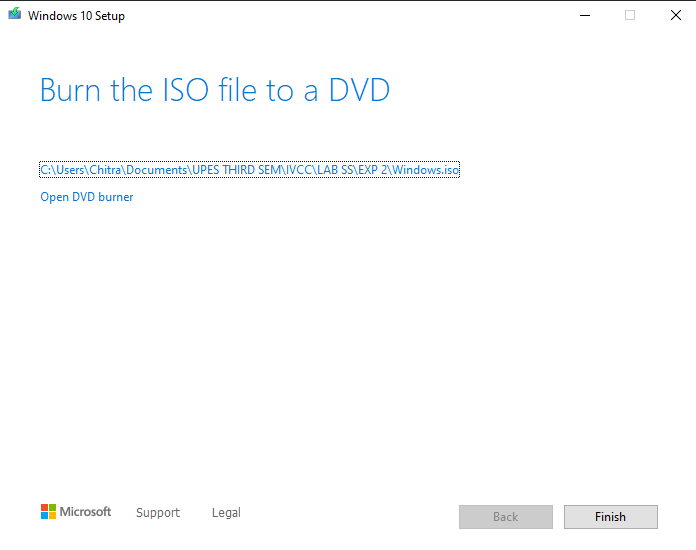 Windows 10 Setup
Burn the ISO file to a DVD
C:\Users\Chitra\Documents\UPES THIRD SEM\IVCC\LAB SS\EXP 2\Windows.iso
Open DVD burner
Microsoft Support Legal Back Finish